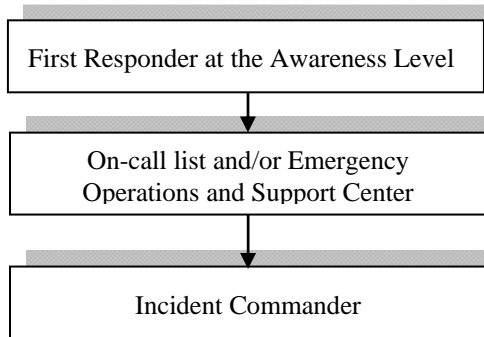 First Responder at the Awareness Level
On-call list and/or Emergency
Operations and Support Center
Incident Commander